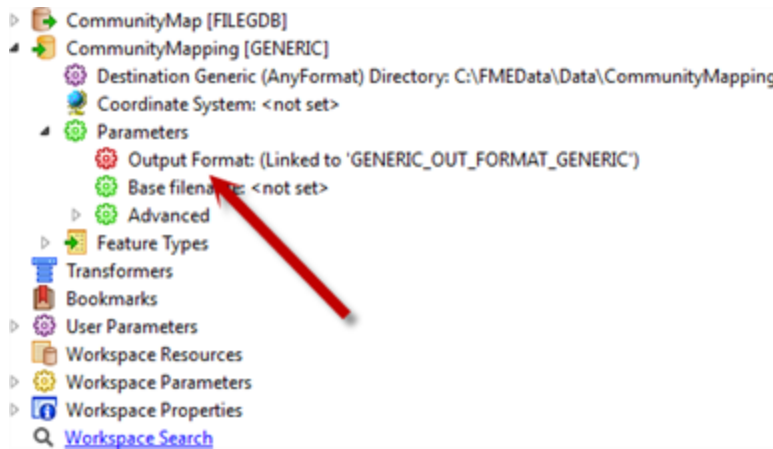 CommunityMap [FILEGDB]
CommunityMapping [GENERIC]
Destination Generic (AnyFormat) Directory: C:\FMEData\Data\CommunityMapping
Coordinate System: <not set>
Parameters
Output Format: (Linked to 'GENERIC_OUT_FORMAT_GENERIC')
Base filename: <not set>
Advanced
Feature Types
Transformers
Bookmarks
User Parameters
Workspace Resources
Workspace Parameters
Workspace Properties
Workspace Search